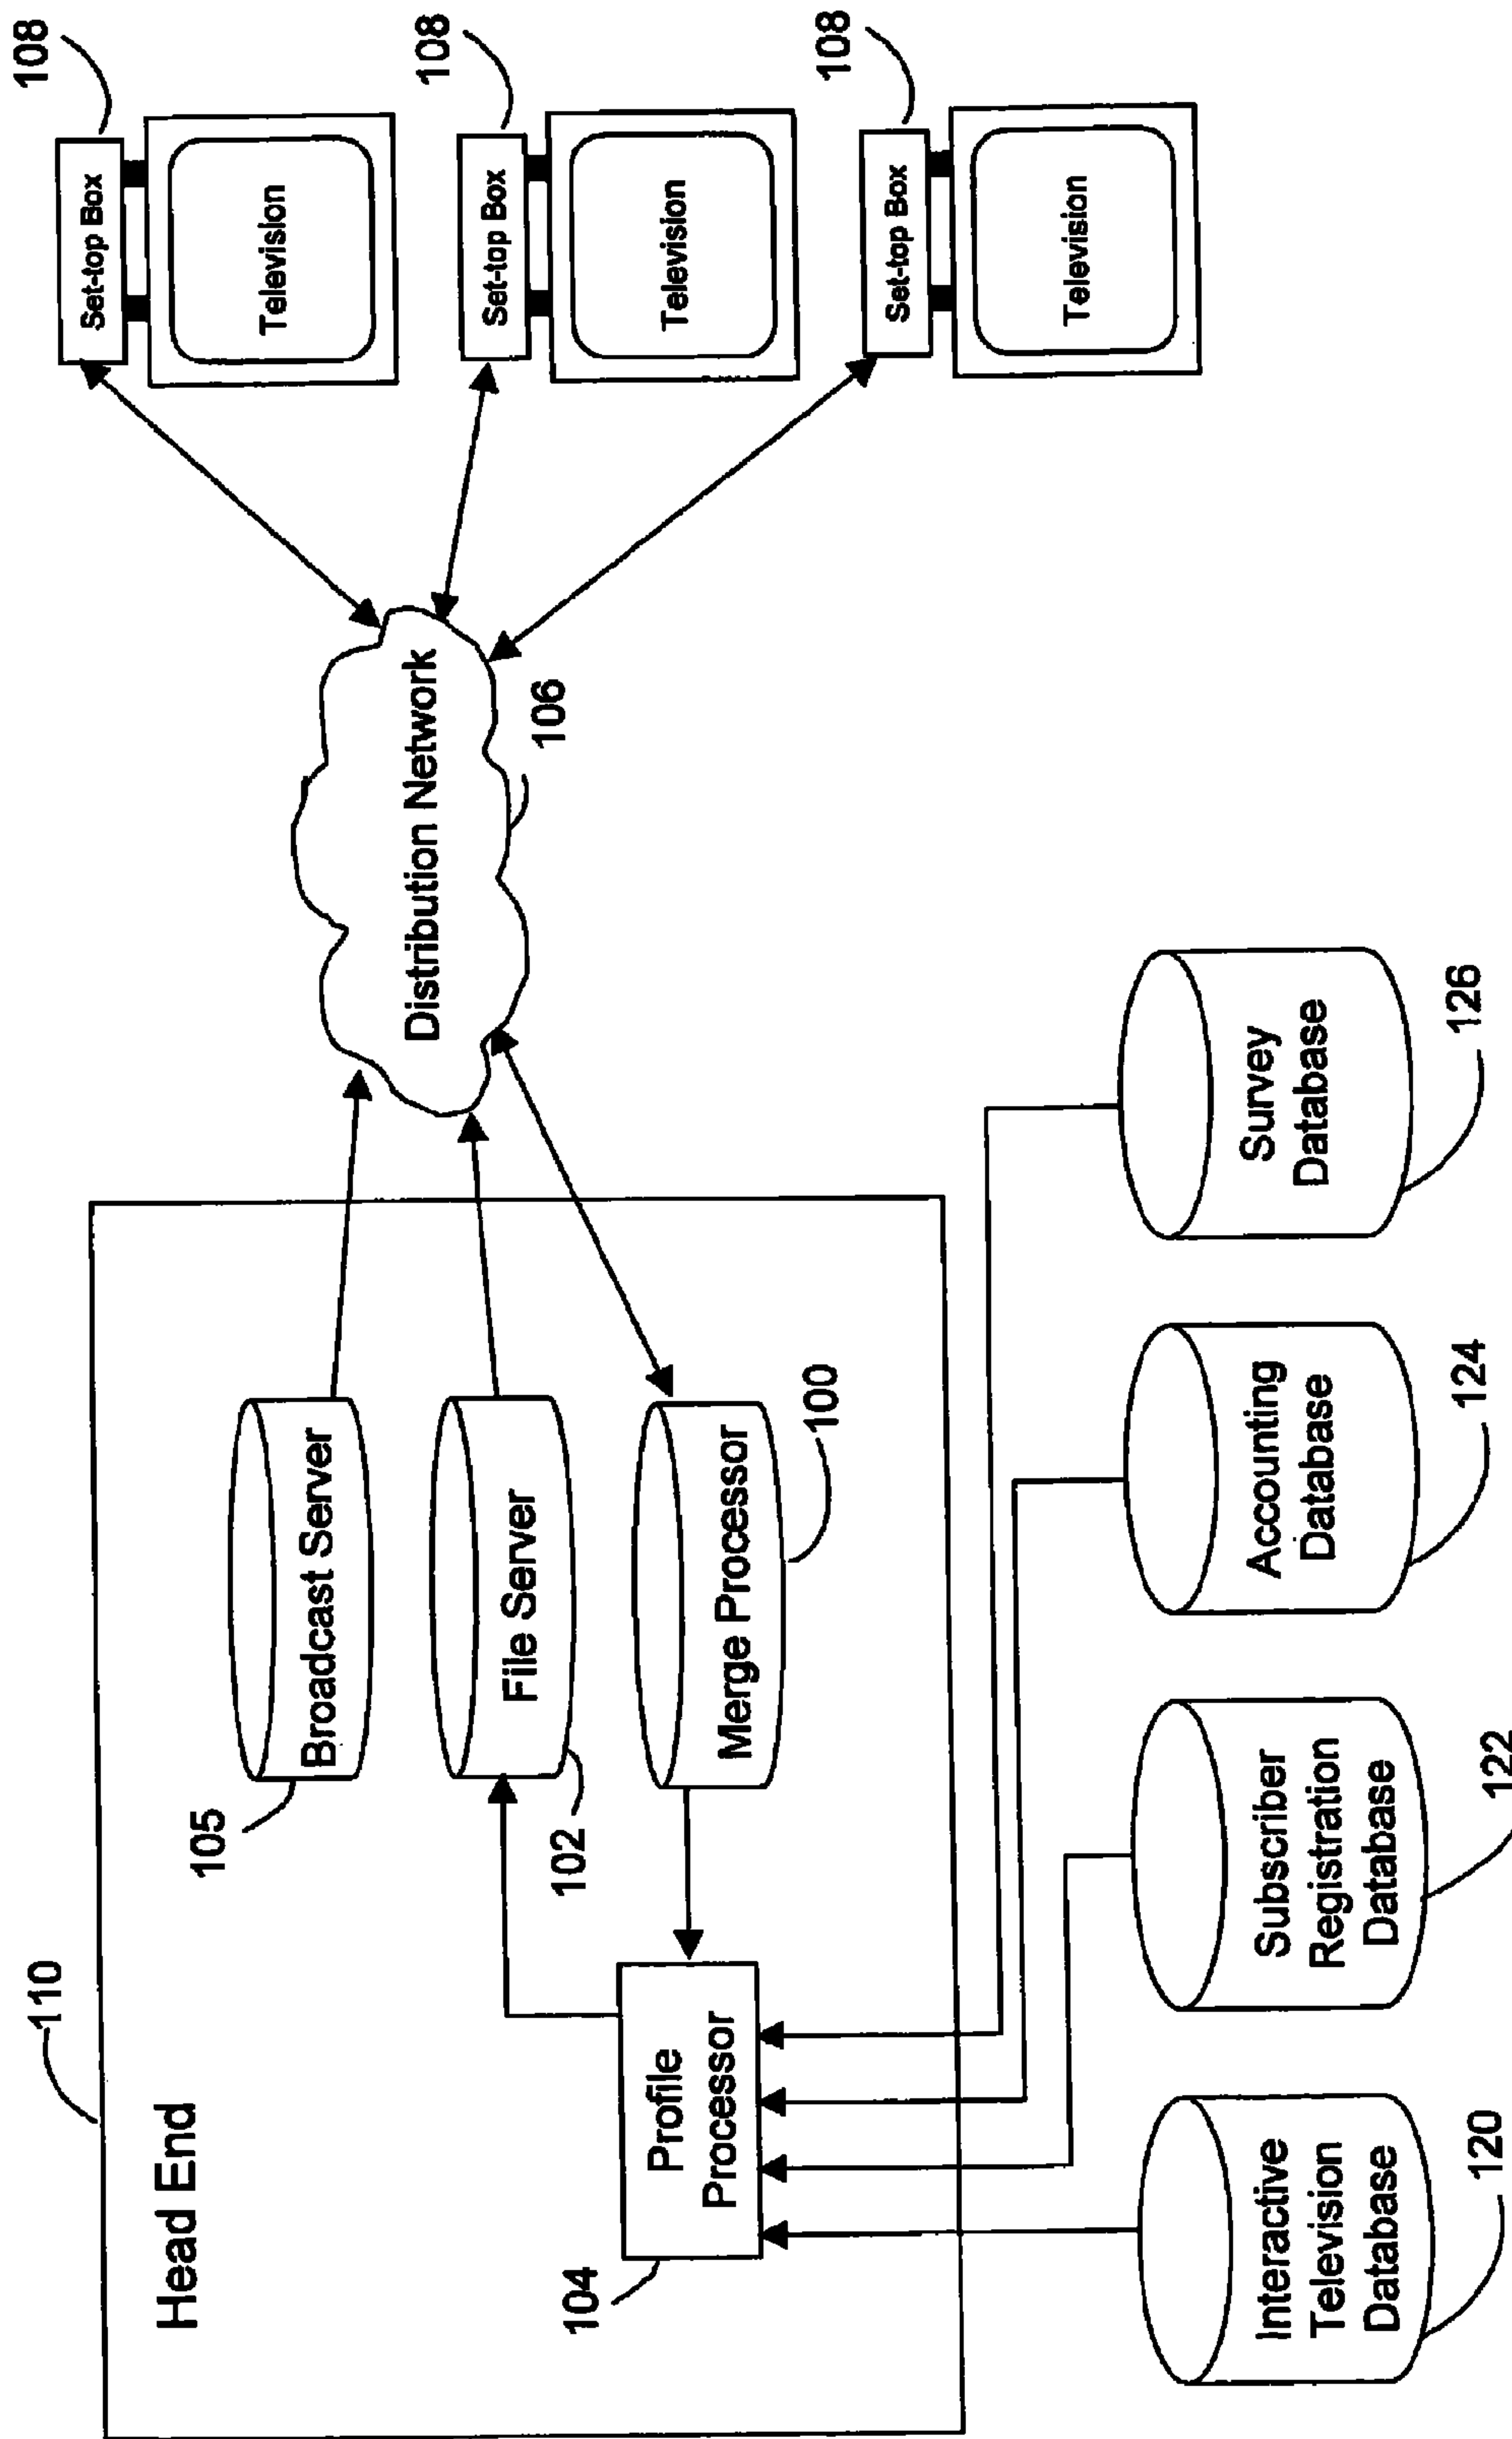 110
Head End
105
Broadcast Server
102
File Server
Merge Processor
100
104
Profile
Processor
Distribution Network
106
108
Set-top Box
Television
108
Set-top Box
Television
108
Set-top Box
Television
Interactive
Television
Database
120
Subscriber
Registration
Database
122
Accounting
Database
124
Survey
Database
126